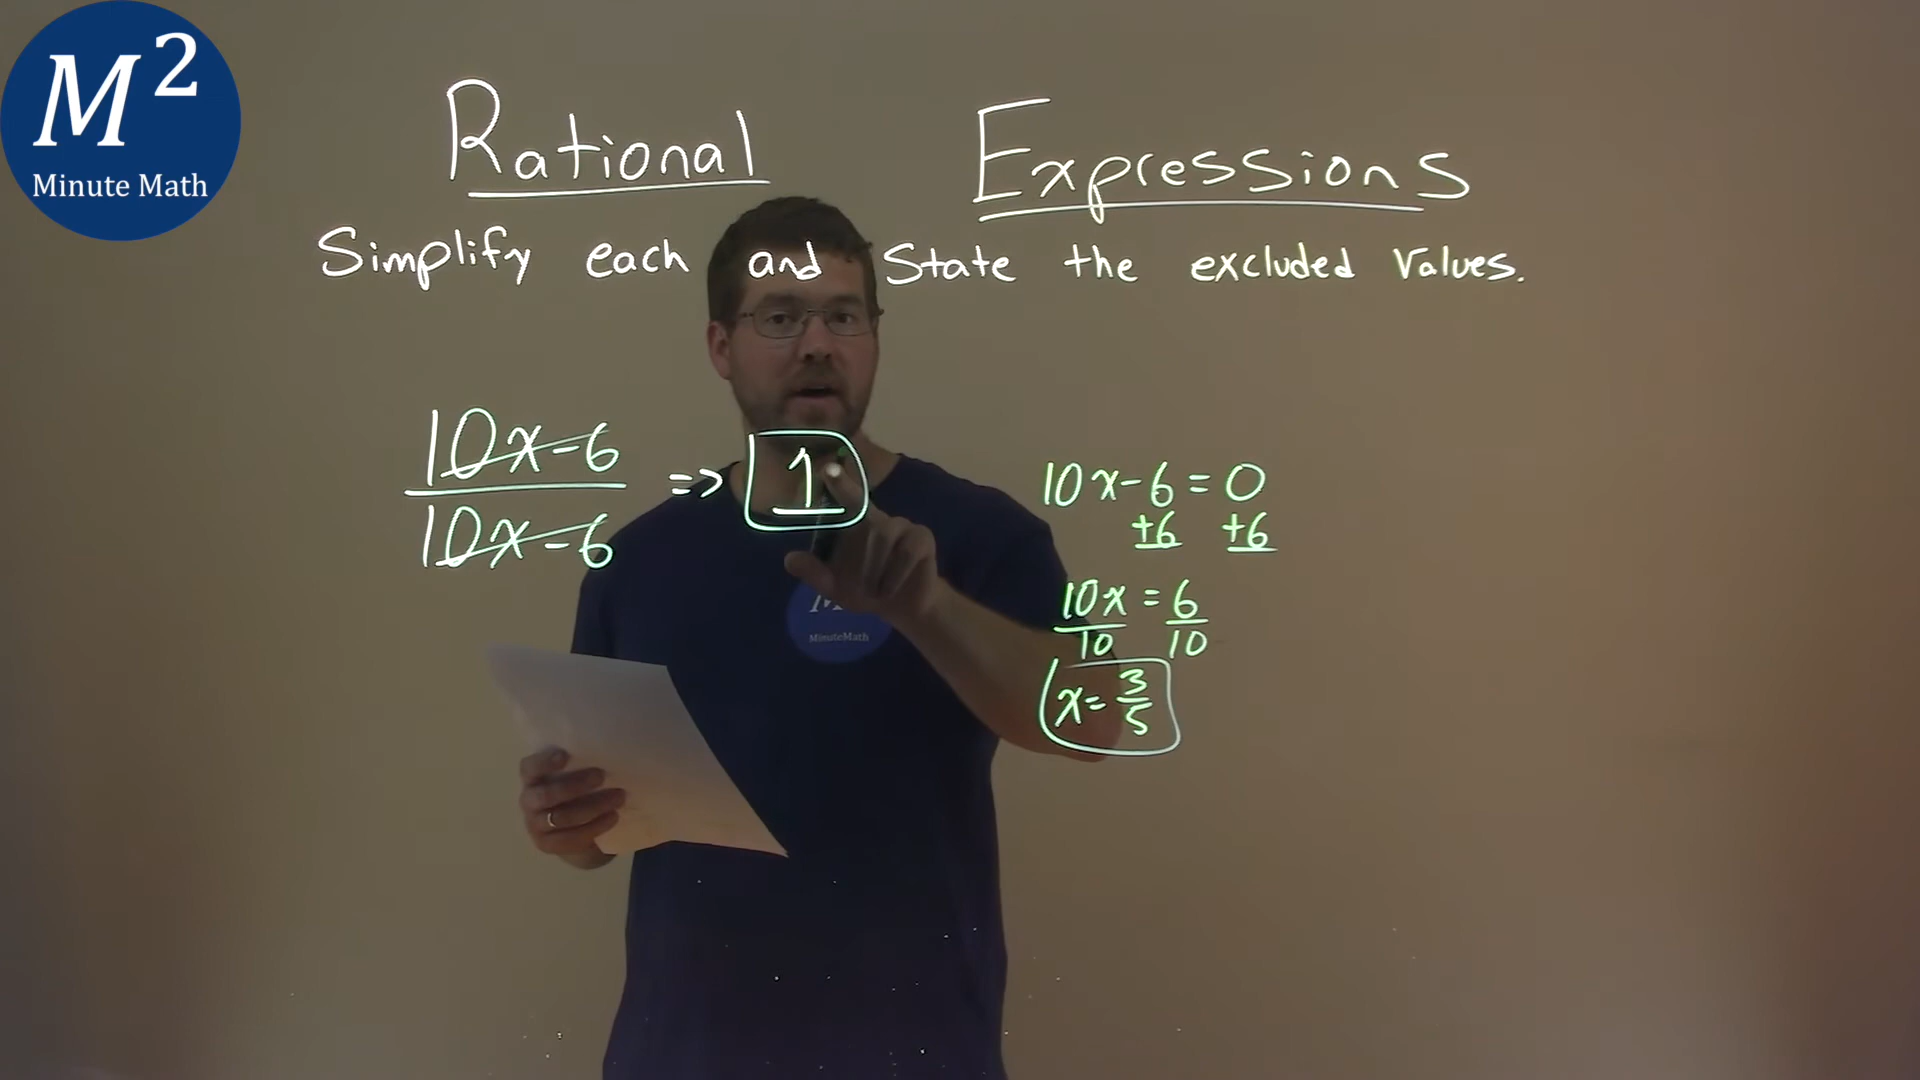 M²
Minute Math
Rational Expressions
Simplify each and State the excluded Values.
10x-6
10x-6
=> 1
10x-6=0
+6 +6
10x=6
10 10
x=3/5
M
MinuteMath